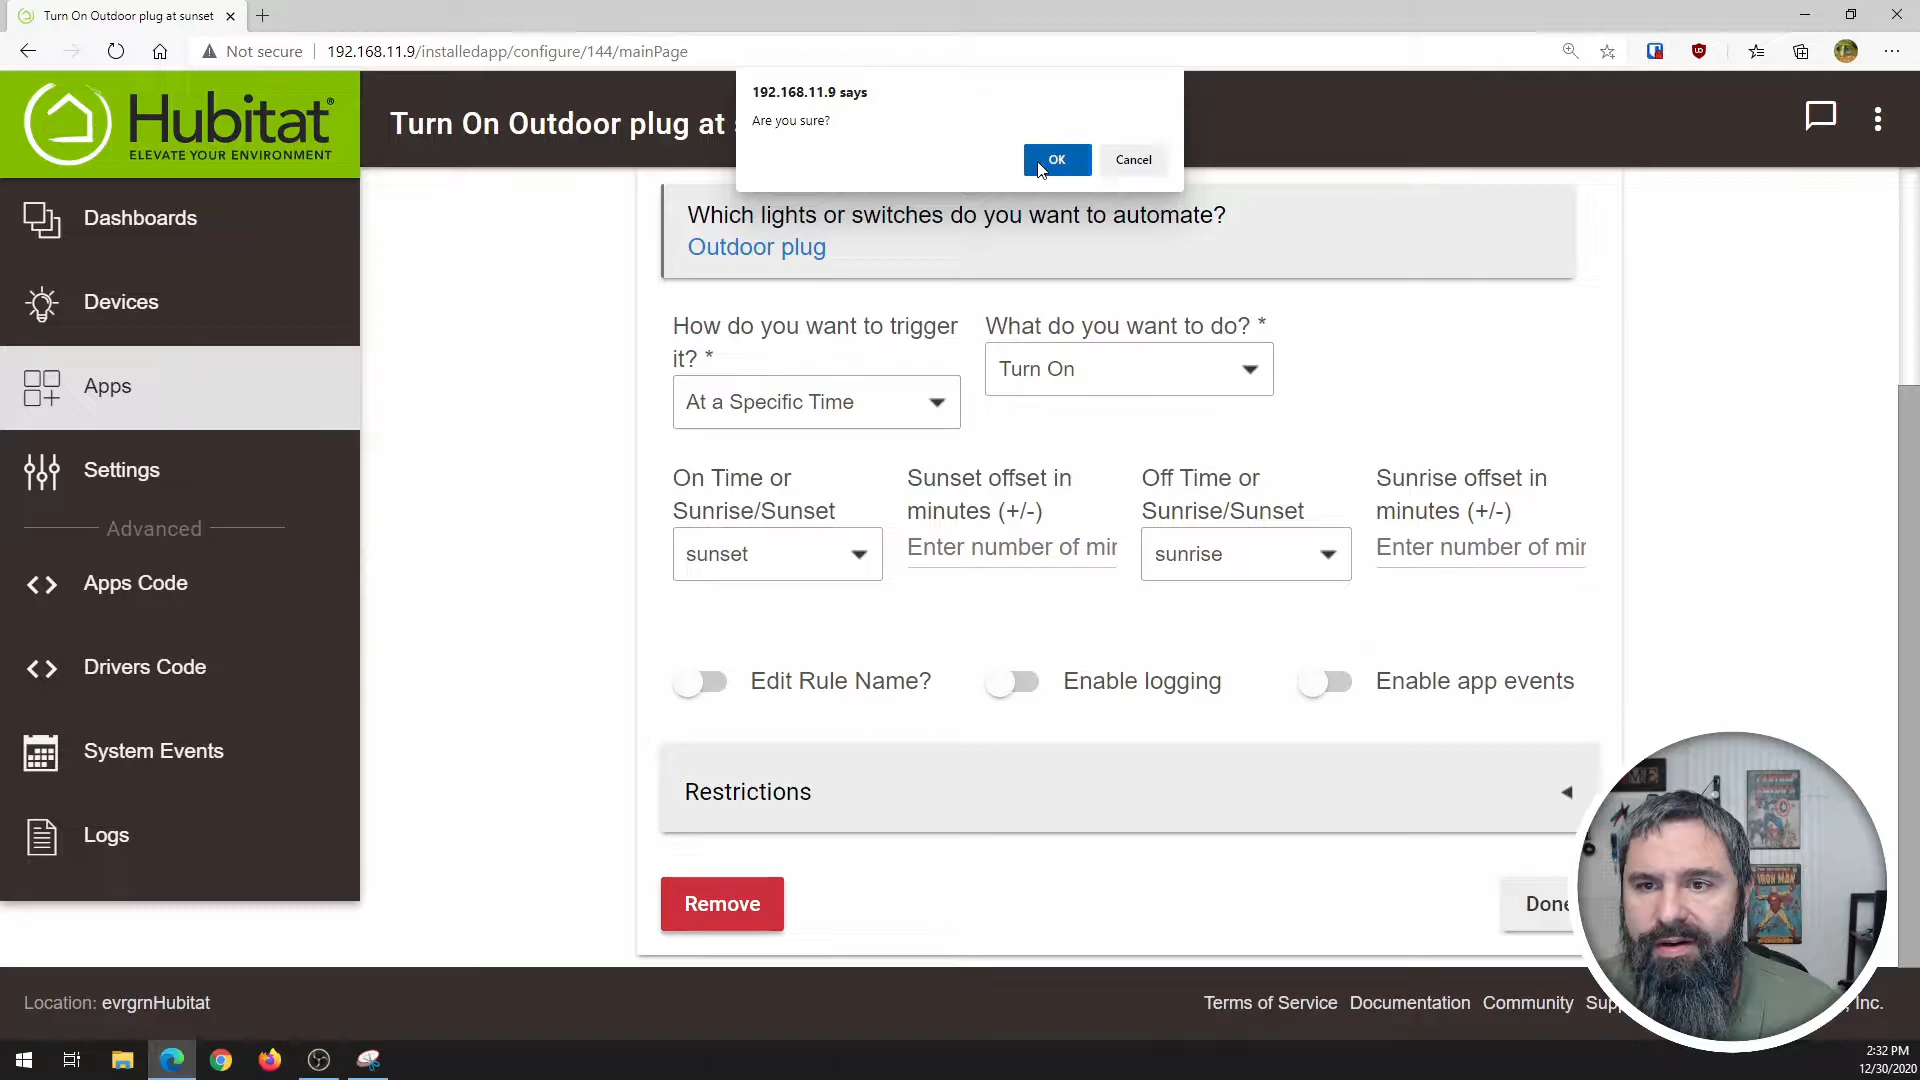 Turn On Outdoor plug at sunset
Not secure
192.168.11.9/installedapp/configure/144/mainPage
Hubitat®
ELEVATE YOUR ENVIRONMENT
Turn On Outdoor plug at
192.168.11.9 says
Are you sure?
OK
Cancel
Dashboards
Devices
Apps
Settings
Advanced
Apps Code
Drivers Code
System Events
Logs
Which lights or switches do you want to automate?
Outdoor plug
How do you want to trigger
it? *
At a Specific Time
What do you want to do? *
Turn On
On Time or
Sunrise/Sunset
sunset
Sunset offset in
minutes (+/-)
Enter number of mir
Off Time or
Sunrise/Sunset
sunrise
Sunrise offset in
minutes (+/-)
Enter number of mir
Edit Rule Name?
Enable logging
Enable app events
Restrictions
Remove
Done
IRON MAN
Location: evrgrnHubitat
Terms of Service
Documentation
Community
Sup
, Inc.
2:32 PM
12/30/2020